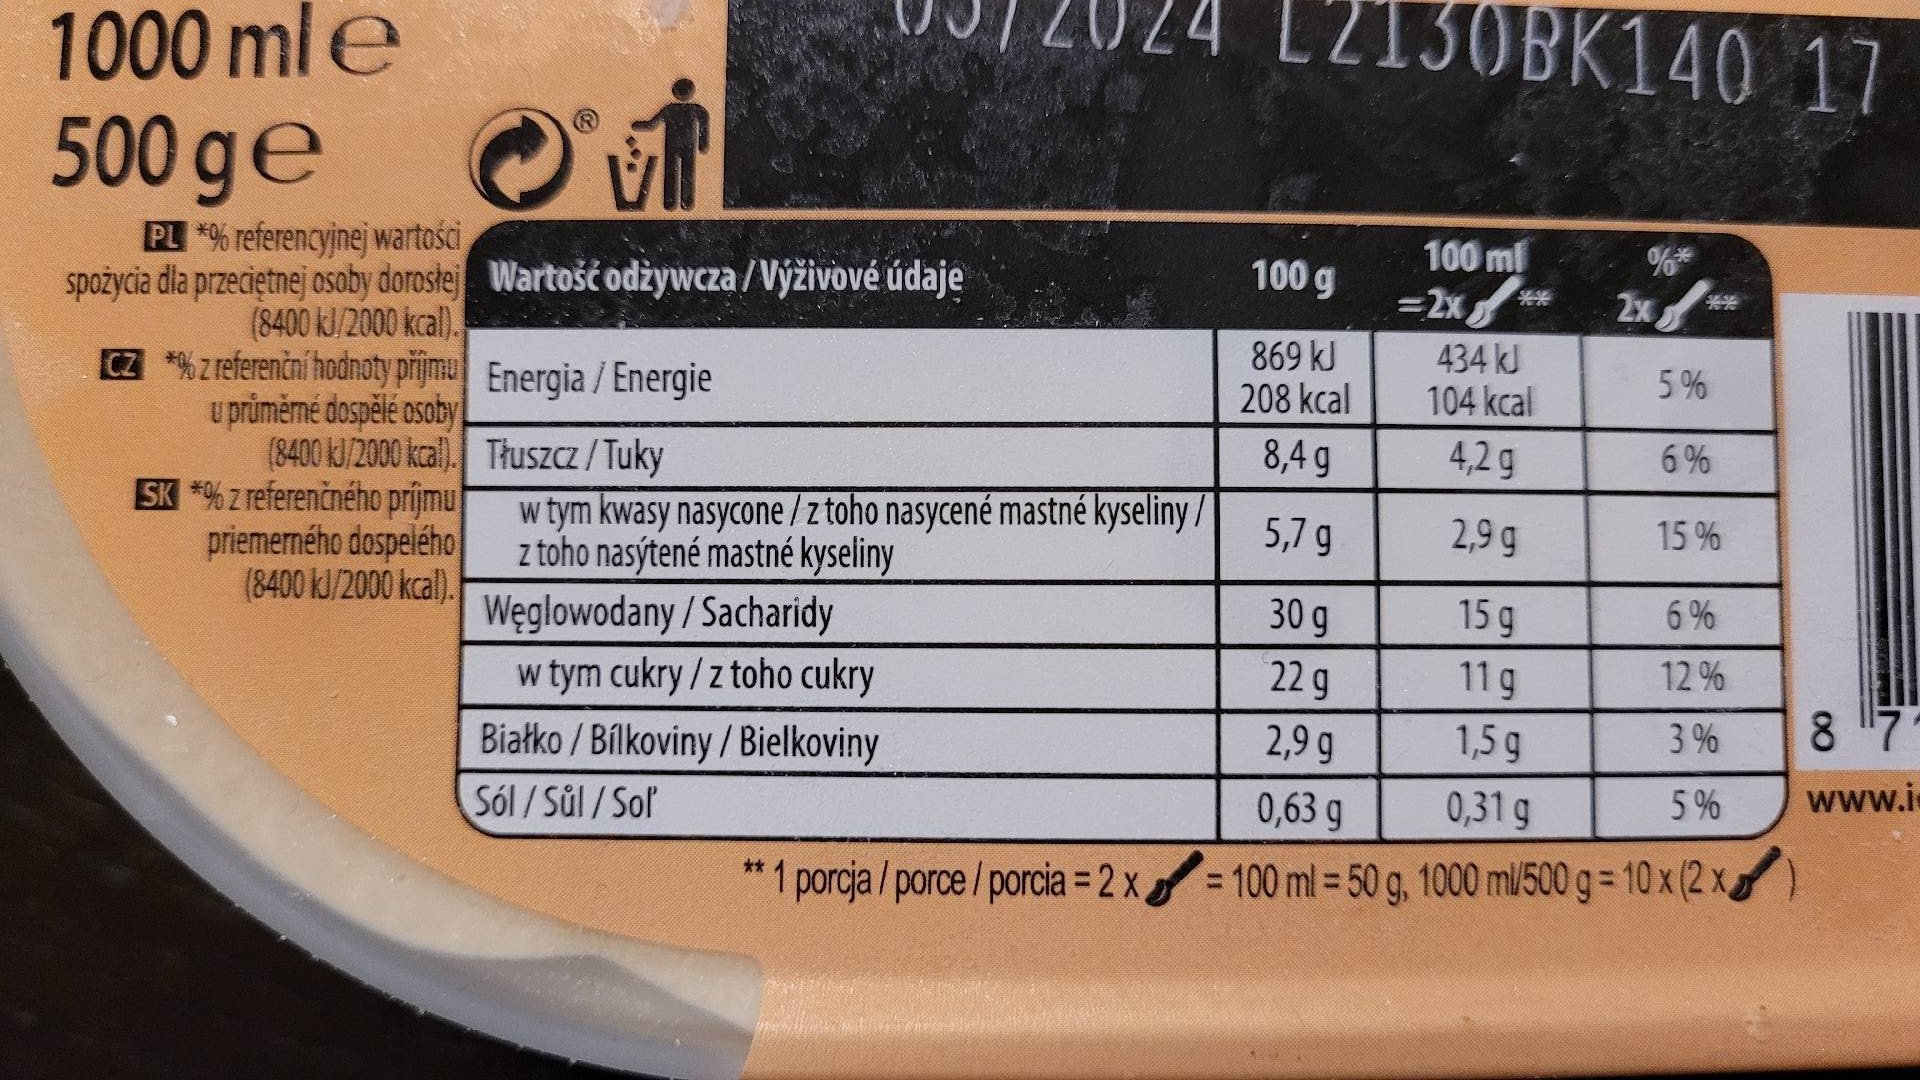 1000 ml e
500 g e
®
/2024 L2130BK140 17
PL *% referencyjnej wartości
spożycia dla przeciętnej osoby dorosłej
(8400 kJ/2000 kcal).
CZ *% z referenční hodnoty příjmu
u průměrné dospělé osoby
(8400 kJ/2000 kcal).
SK *% z referenčného príjmu
priemerného dospelého
(8400 kJ/2000 kcal).
Wartość odżywcza / Výživové údaje 100 g 100 ml =2x ** %* 2x **
Energia / Energie 869 kJ 208 kcal 434 kJ 104 kcal 5 %
Tłuszcz / Tuky 8,4 g 4,2 g 6 %
w tym kwasy nasycone / z toho nasycené mastné kyseliny /
z toho nasýtené mastné kyseliny 5,7 g 2,9 g 15 %
Węglowodany / Sacharidy 30 g 15 g 6 %
w tym cukry / z toho cukry 22 g 11 g 12 %
Białko / Bílkoviny / Bielkoviny 2,9 g 1,5 g 3 %
Sól / Sůl / Soľ 0,63 g 0,31 g 5 %
** 1 porcja / porce / porcia = 2 x = 100 ml = 50 g, 1000 ml/500 g = 10 x (2 x )
8 7
www.i